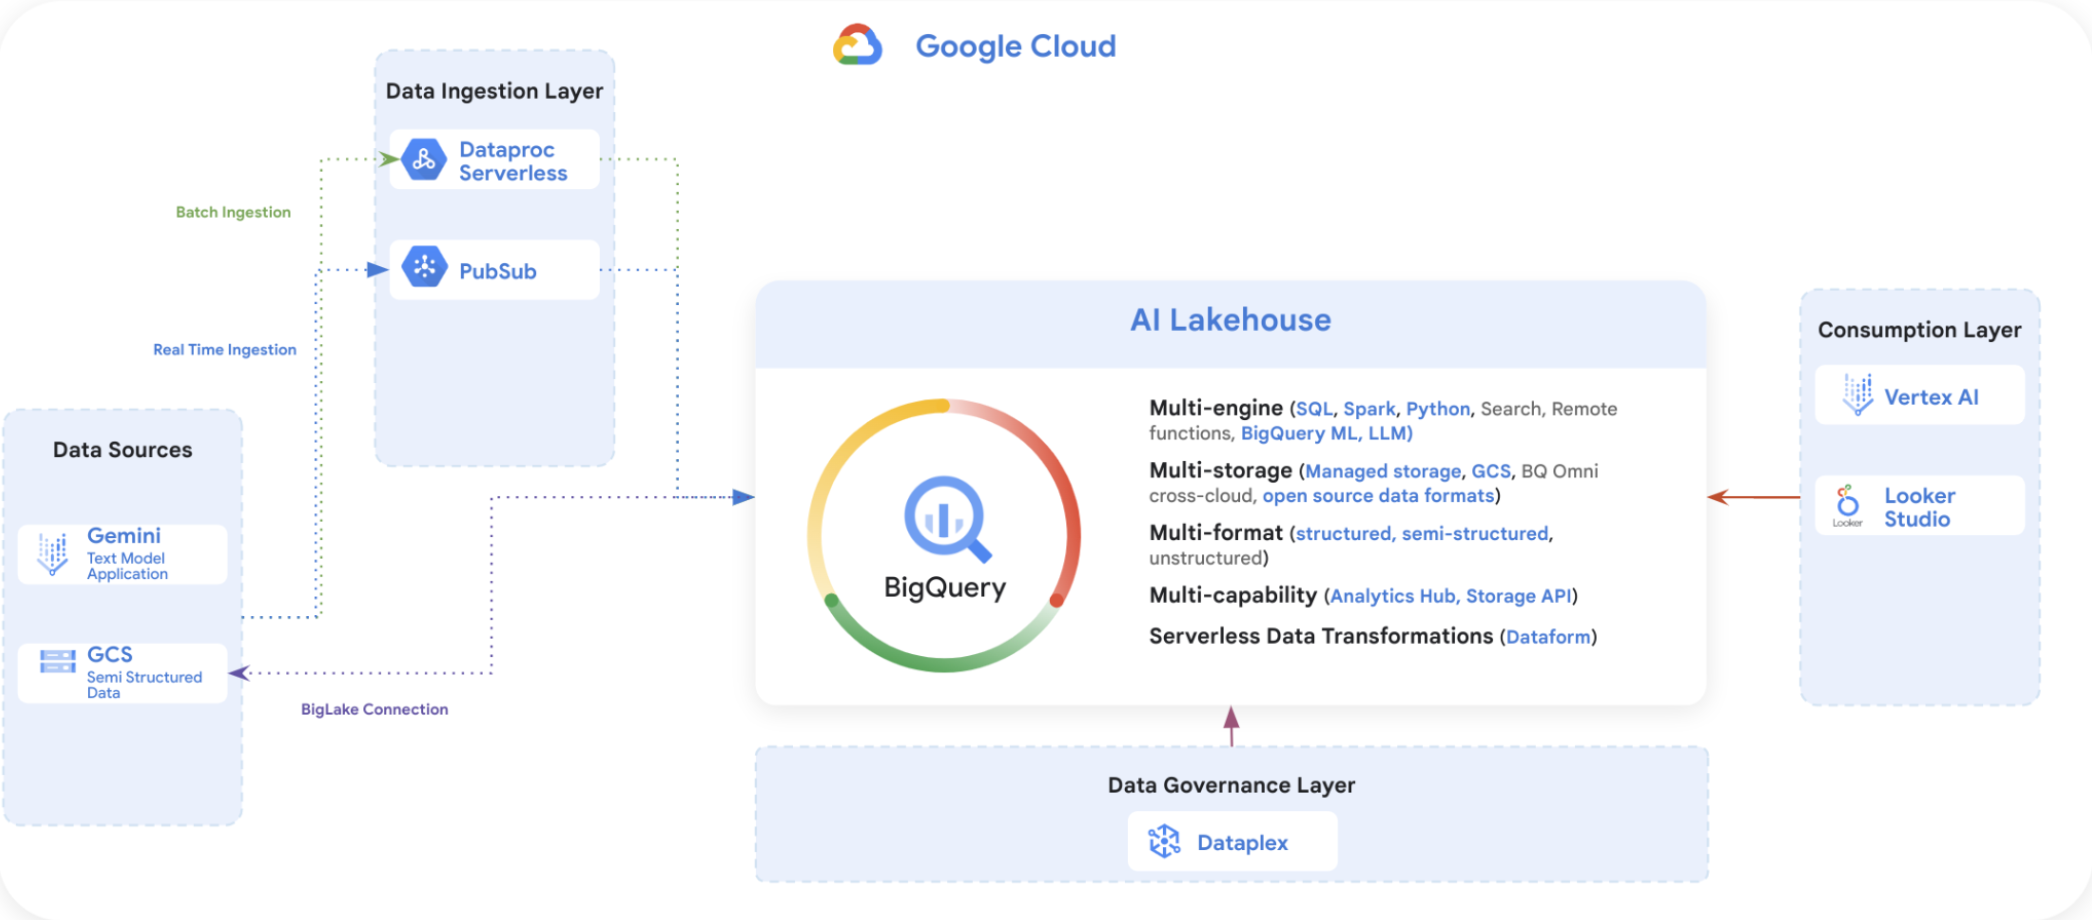 Google Cloud
Data Ingestion Layer
Dataproc
Serverless
PubSub
Batch Ingestion
Real Time Ingestion
Data Sources
Gemini
Text Model
Application
GCS
Semi Structured
Data
BigLake Connection
AI Lakehouse
BigQuery
Multi-engine (SQL, Spark, Python, Search, Remote
functions, BigQuery ML, LLM)
Multi-storage (Managed storage, GCS, BQ Omni
cross-cloud, open source data formats)
Multi-format (structured, semi-structured,
unstructured)
Multi-capability (Analytics Hub, Storage API)
Serverless Data Transformations (Dataform)
Consumption Layer
Vertex AI
Looker
Looker
Studio
Data Governance Layer
Dataplex